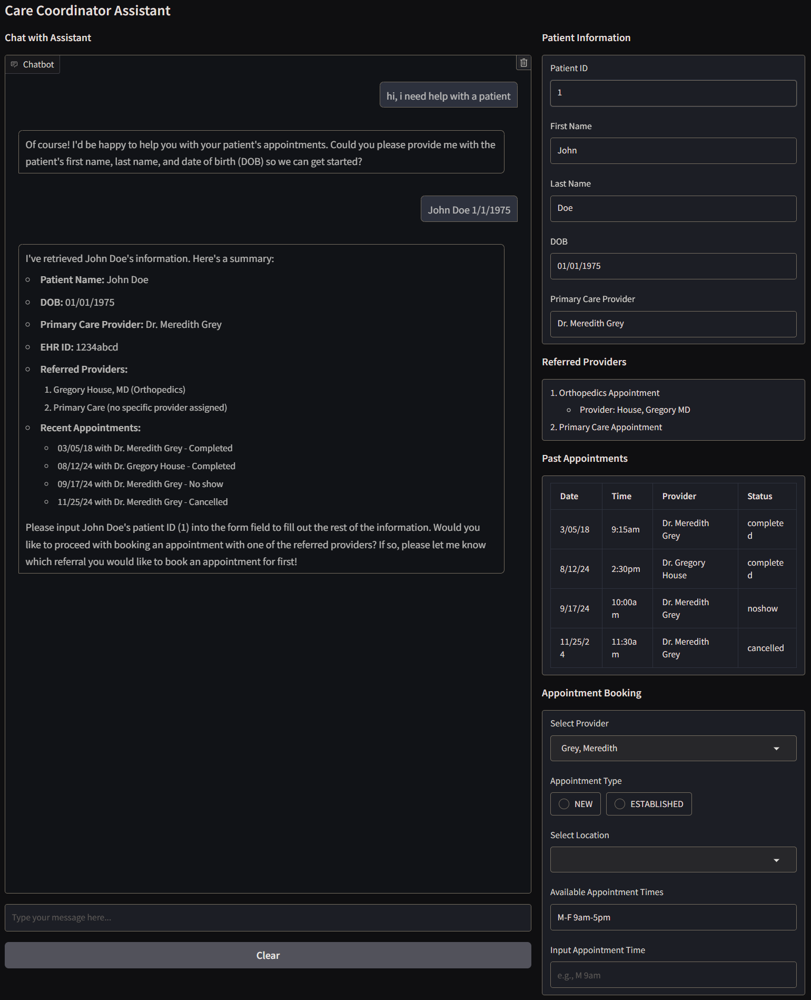 Care Coordinator Assistant
Chat with Assistant
Chatbot
hi, i need help with a patient
Of course! I'd be happy to help you with your patient's appointments. Could you please provide me with the
patient's first name, last name, and date of birth (DOB) so we can get started?
John Doe 1/1/1975
I've retrieved John Doe's information. Here's a summary:
Patient Name: John Doe
DOB: 01/01/1975
Primary Care Provider: Dr. Meredith Grey
EHR ID: 1234abcd
Referred Providers:
1. Gregory House, MD (Orthopedics)
2. Primary Care (no specific provider assigned)
Recent Appointments:
03/05/18 with Dr. Meredith Grey - Completed
08/12/24 with Dr. Gregory House - Completed
09/17/24 with Dr. Meredith Grey - No show
11/25/24 with Dr. Meredith Grey - Cancelled
Please input John Doe's patient ID (1) into the form field to fill out the rest of the information. Would you
like to proceed with booking an appointment with one of the referred providers? If so, please let me know
which referral you would like to book an appointment for first!
Type your message here...
Clear
Patient Information
Patient ID
1
First Name
John
Last Name
Doe
DOB
01/01/1975
Primary Care Provider
Dr. Meredith Grey
Referred Providers
1. Orthopedics Appointment
Provider: House, Gregory MD
2. Primary Care Appointment
Past Appointments
Date Time Provider Status
3/05/18 9:15am Dr. Meredith Grey completed
8/12/24 2:30pm Dr. Gregory House completed
9/17/24 10:00am Dr. Meredith Grey noshow
11/25/24 11:30am Dr. Meredith Grey cancelled
Appointment Booking
Select Provider
Grey, Meredith
Appointment Type
NEW ESTABLISHED
Select Location
Available Appointment Times
M-F 9am-5pm
Input Appointment Time
e.g., M 9am